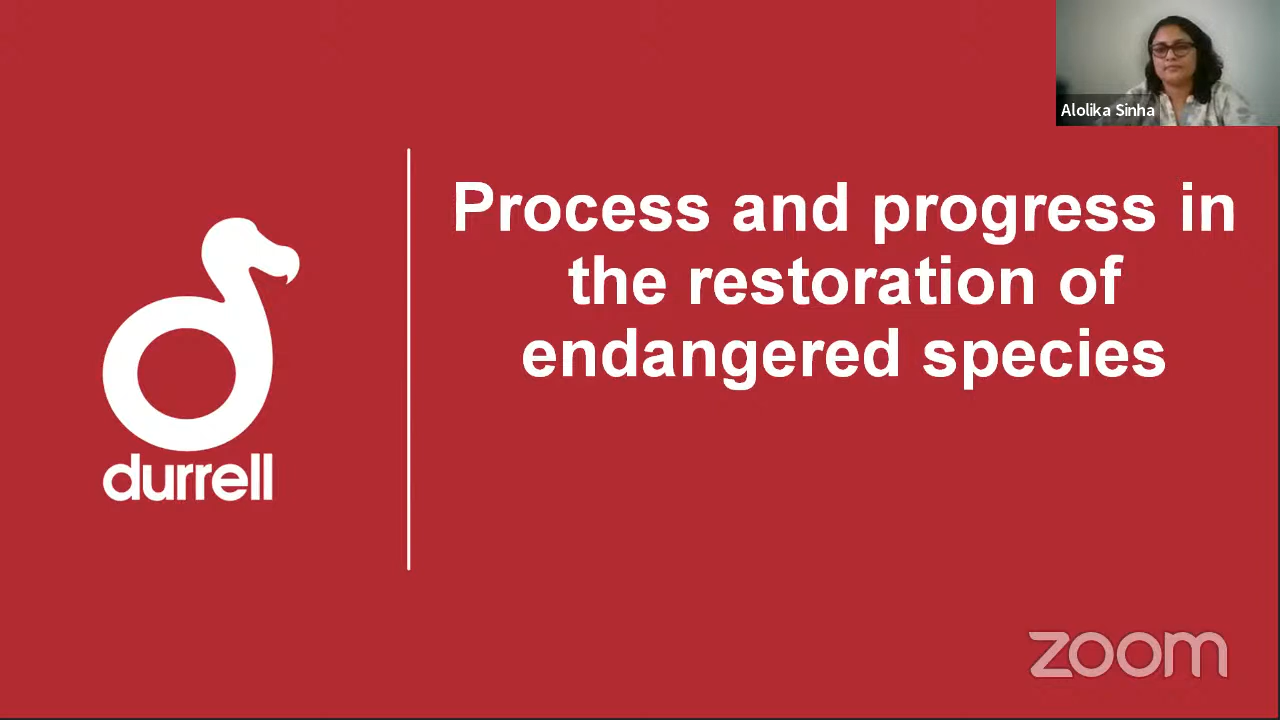 Alolika Sinha
Process and progress in
the restoration of
endangered species
durrell
zoom